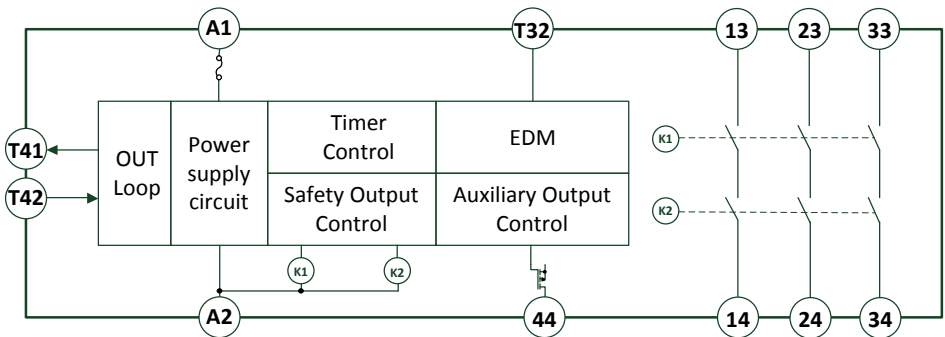 A1
T32
13
23
33
T41
T42
OUT
Loop
Power
supply
circuit
Timer
Control
Safety Output
Control
EDM
Auxiliary Output
Control
K1
K2
K1
K2
A2
44
14
24
34